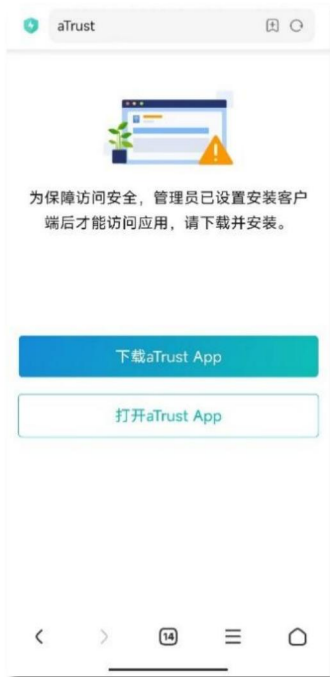 aTrust
为保障访问安全，管理员已设置安装客户
端后才能访问应用，请下载并安装。
下载aTrust App
打开aTrust App
14